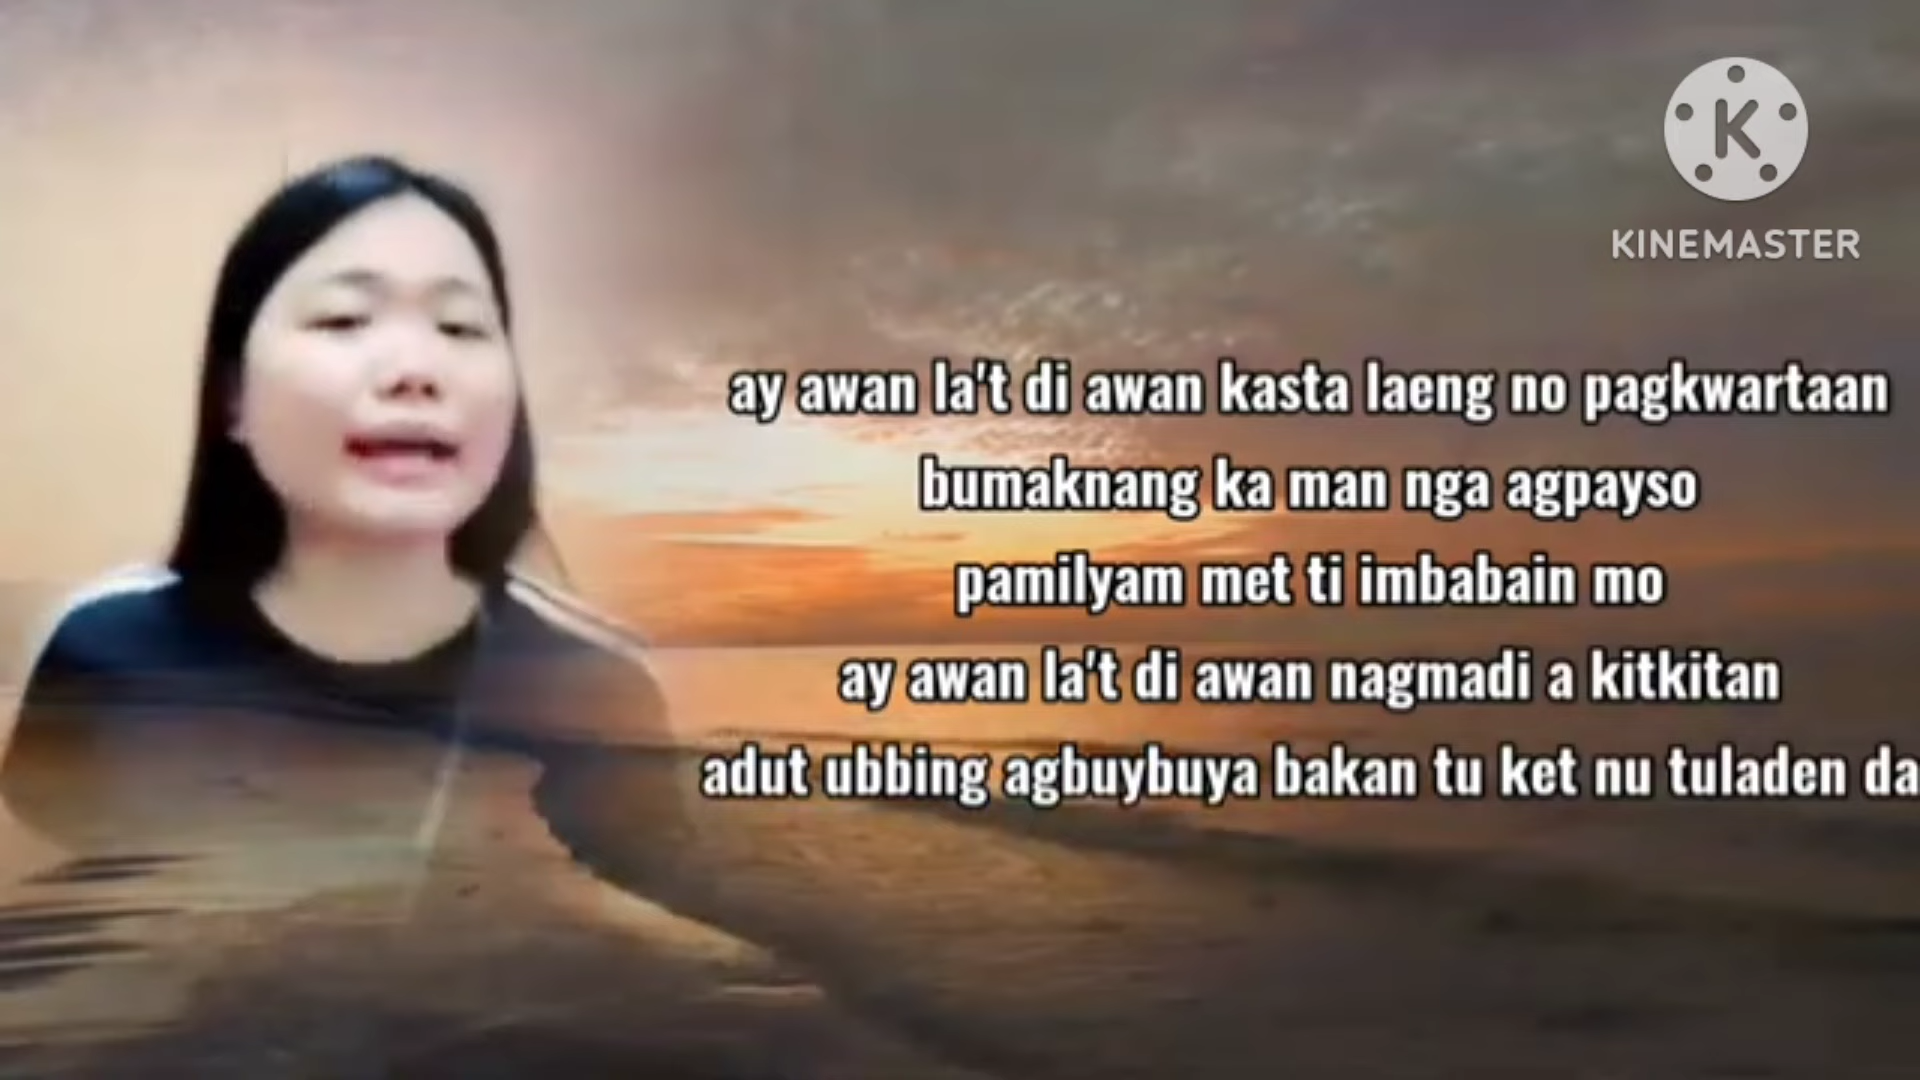 KINEMASTER
ay awan la't di awan kasta laeng no pagkwartaan
bumaknang ka man nga agpayso
pamilyam met ti imbabain mo
ay awan la't di awan nagmadi a kitkitan
adut ubbing agbuybuya bakan tu ket nu tuladen da